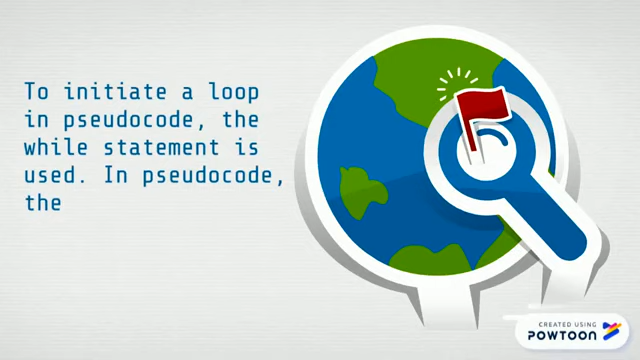 To initiate a loop
in pseudocode, the
while statement is
used. In pseudocode,
the
CREATED USING
POWTOON